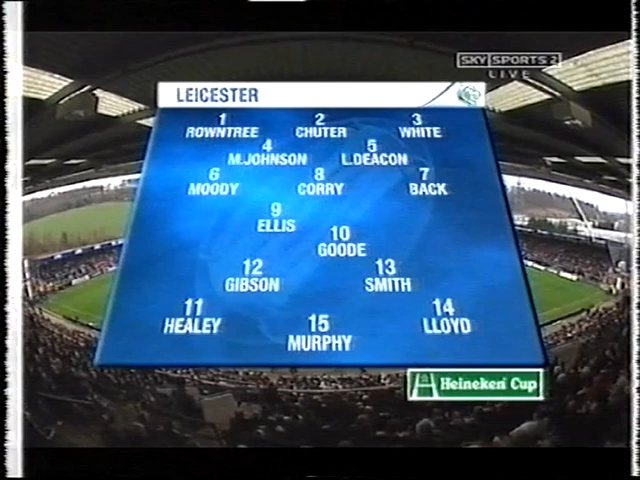 SKY SPORTS 2
LIVE
LEICESTER
1 2 3
ROWNTREE CHUTER WHITE
4 5
M.JOHNSON L.DEACON
6 8 7
MOODY CORRY BACK
9
ELLIS
10
GOODE
12 13
GIBSON SMITH
11 15 14
HEALEY MURPHY LLOYD
Heineken Cup